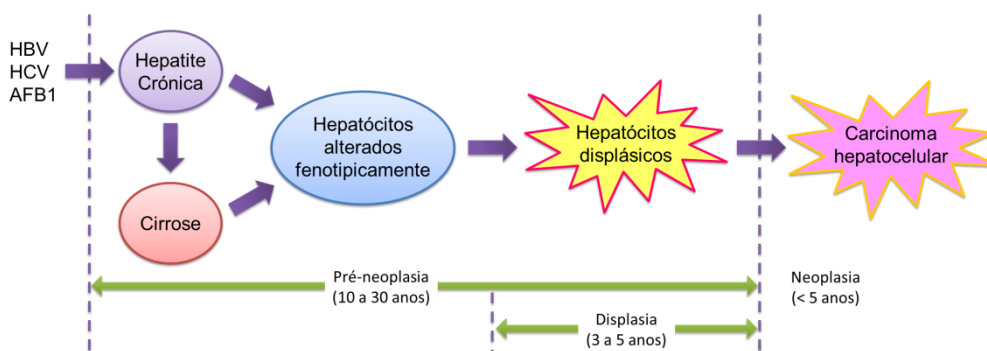 HBV
HCV
AFB1
Hepatite
Crónica
Cirrose
Hepatócitos
alterados
fenotipicamente
Hepatócitos
displásicos
Carcinoma
hepatocelular
Pré-neoplasia
(10 a 30 anos)
Neoplasia
(< 5 anos)
Displasia
(3 a 5 anos)